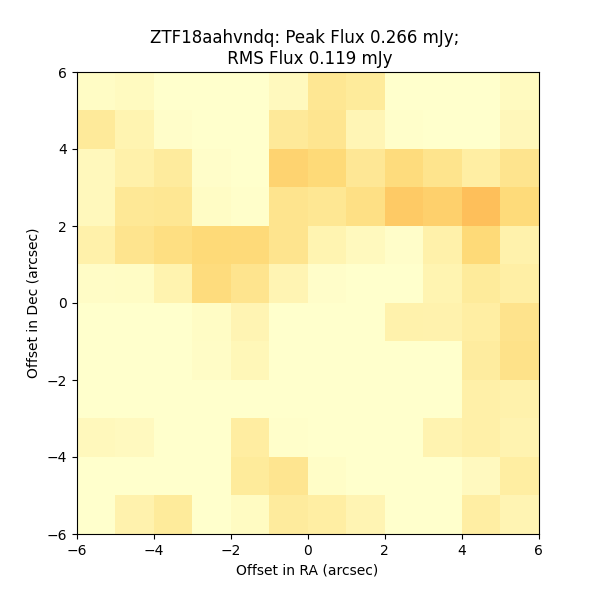 ZTF18aahvndq: Peak Flux 0.266 mJy;
RMS Flux 0.119 mJy
6
4
2
0
−2
−4
−6
Offset in Dec (arcsec)
−6 −4 −2 0 2 4 6
Offset in RA (arcsec)